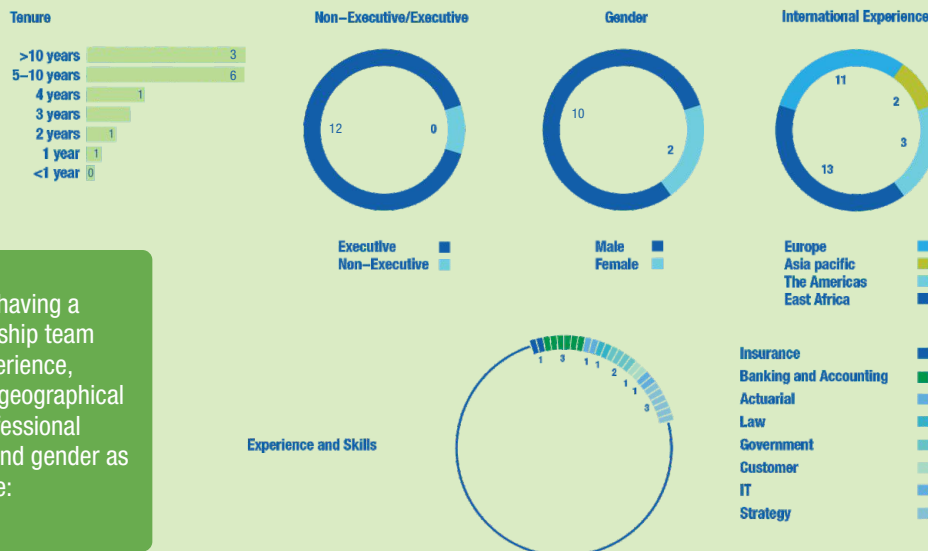 Tenure
>10 years 3
5–10 years 6
4 years 1
3 years
2 years 1
1 year 1
<1 year 0
Non–Executive/Executive
12 0
Executive
Non–Executive
Gender
10
2
Male
Female
International Experience
11
2
3
13
Europe
Asia pacific
The Americas
East Africa
having a
ship team
erience,
geographical
fessional
nd gender as
e:
Experience and Skills
1 3 1 1 2 1 1 3
Insurance
Banking and Accounting
Actuarial
Law
Government
Customer
IT
Strategy